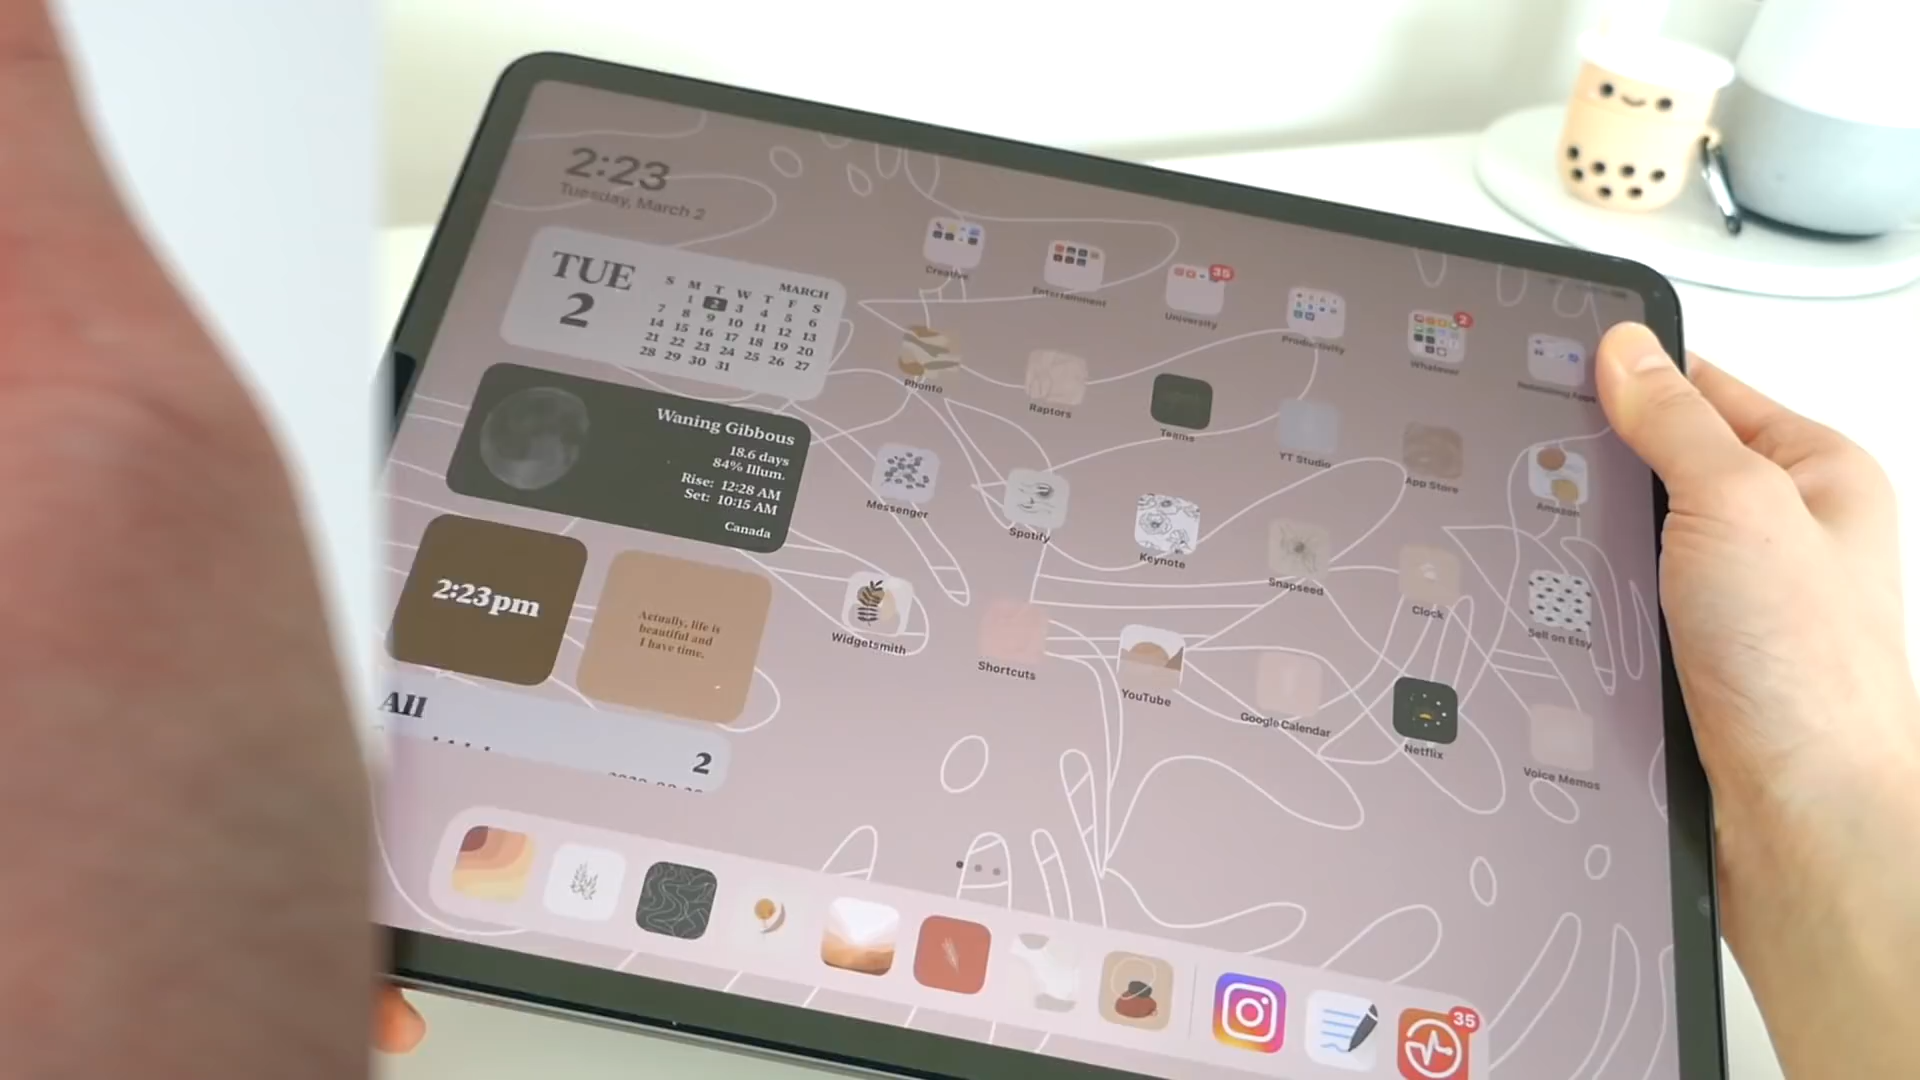 2:23
Tuesday, March 2
TUE
2
MARCH
S M T W T F S
1 2 3 4 5 6
7 8 9 10 11 12 13
14 15 16 17 18 19 20
21 22 23 24 25 26 27
28 29 30 31
Waning Gibbous
18.6 days
84% Illum.
Rise: 12:28 AM
Set: 10:15 AM
Canada
2:23pm
Actually, life is
beautiful and
I have time.
All
2
Creative
Entertainment
35
University
Productivity
2
Whatever
Phonto
Raptors
Teams
YT Studio
App Store
Amazon
Messenger
Spotify
Keynote
Snapseed
Clock
Sell on Etsy
Widgetsmith
Shortcuts
YouTube
Google Calendar
Netflix
Voice Memos
35